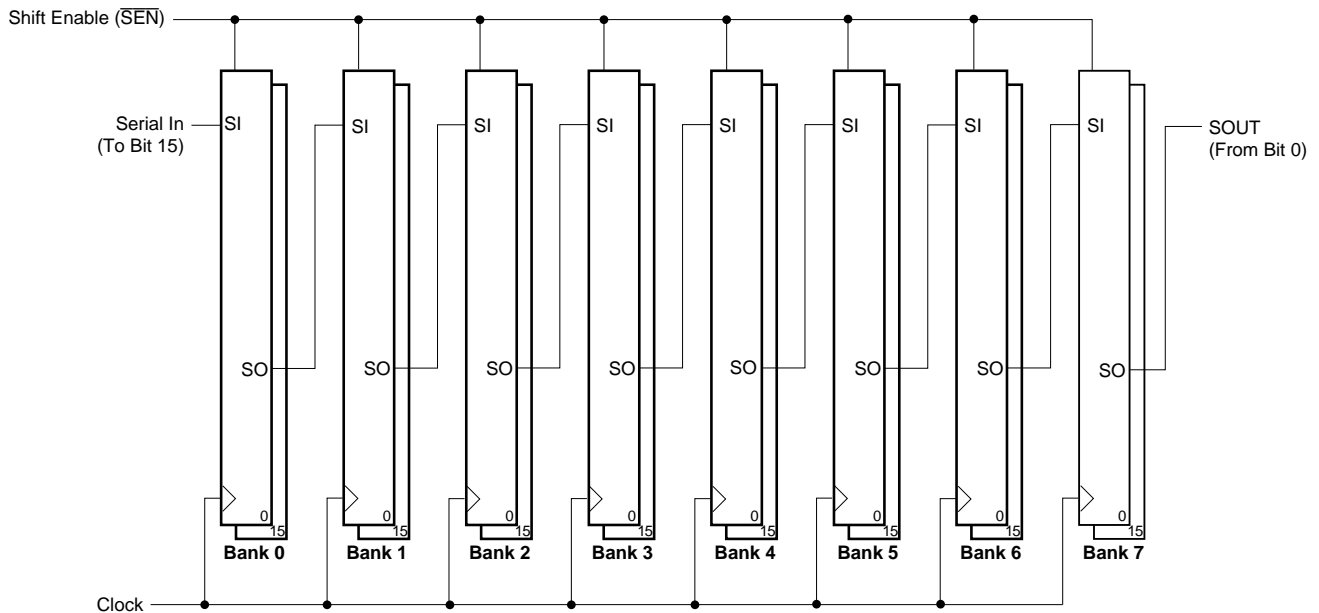 Shift Enable (SEN)
Serial In
(To Bit 15)
SI
SI
SI
SI
SI
SI
SI
SI
SOUT
(From Bit 0)
SO
SO
SO
SO
SO
SO
SO
SO
0
0
0
0
0
0
0
0
15
15
15
15
15
15
15
15
Bank 0
Bank 1
Bank 2
Bank 3
Bank 4
Bank 5
Bank 6
Bank 7
Clock